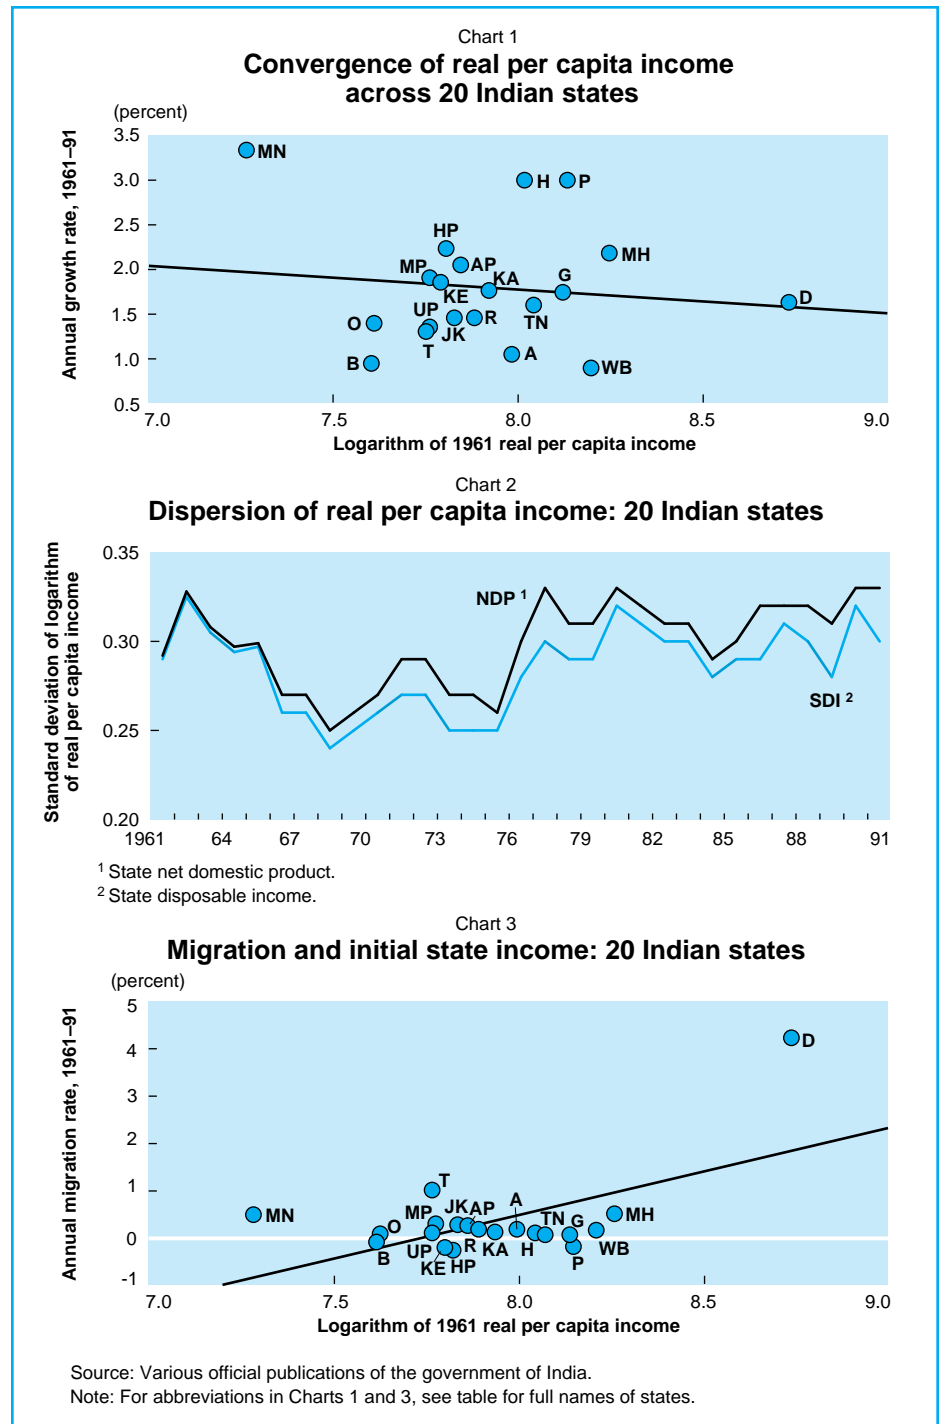 Chart 1
Convergence of real per capita income
across 20 Indian states
(percent)
Annual growth rate, 1961–91
3.5
3.0
2.5
2.0
1.5
1.0
0.5
MN
H
P
HP
MH
MP
AP
KA
G
KE
D
UP
O
JK
R
TN
T
B
A
WB
7.0
7.5
8.0
8.5
9.0
Logarithm of 1961 real per capita income
Chart 2
Dispersion of real per capita income: 20 Indian states
Standard deviation of logarithm
of real per capita income
0.35
0.30
0.25
0.20
NDP 1
SDI 2
1961
64
67
70
73
76
79
82
85
88
91
1 State net domestic product.
2 State disposable income.
Chart 3
Migration and initial state income: 20 Indian states
(percent)
Annual migration rate, 1961–91
5
4
3
2
1
0
-1
D
T
MN
O
MP
JK
AP
A
TN
G
MH
B
UP
KE
HP
R
KA
H
P
WB
7.0
7.5
8.0
8.5
9.0
Logarithm of 1961 real per capita income
Source: Various official publications of the government of India.
Note: For abbreviations in Charts 1 and 3, see table for full names of states.